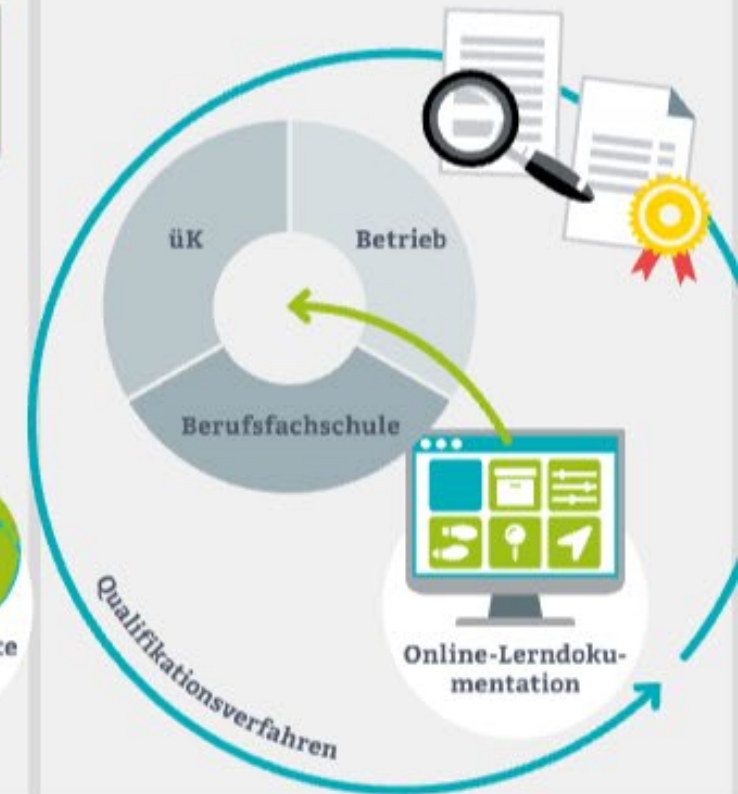 üK
Betrieb
Berufsfachschule
Online-Lerndoku-
mentation
Qualifikationsverfahren